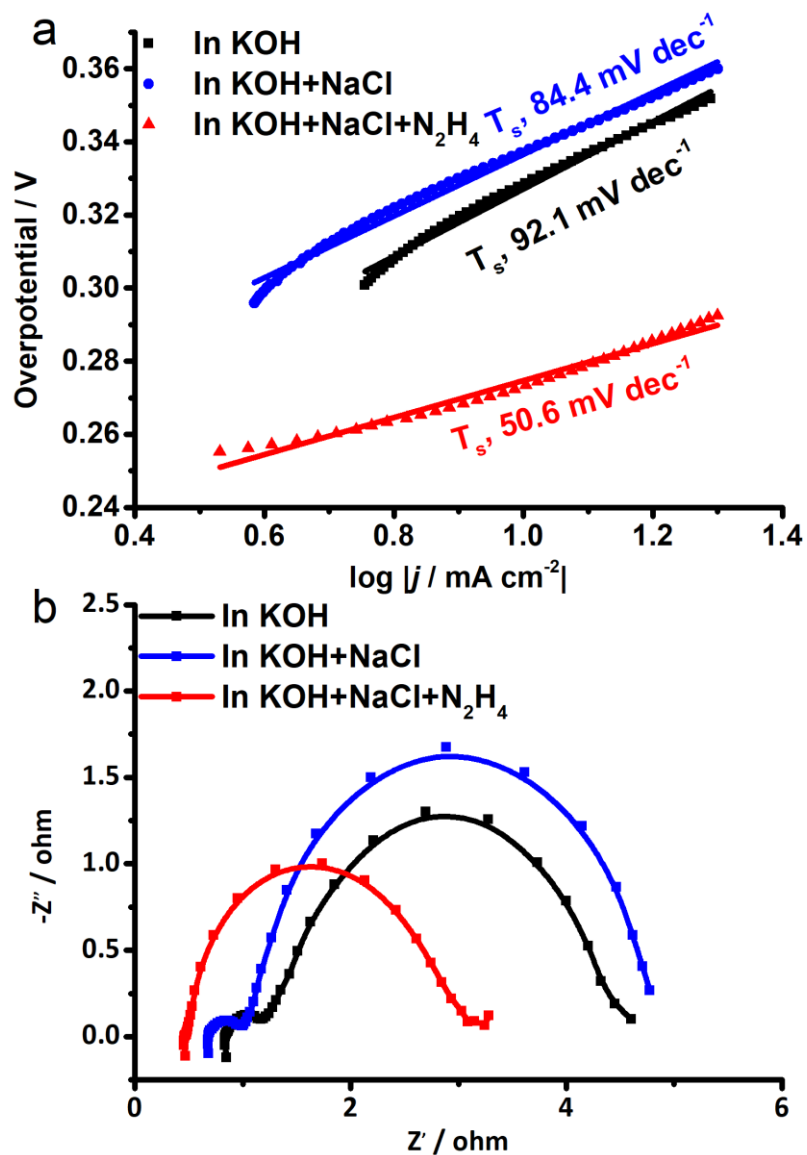 a
In KOH
In KOH+NaCl
In KOH+NaCl+N₂H₄
Tₛ, 84.4 mV dec⁻¹
Tₛ, 92.1 mV dec⁻¹
Tₛ, 50.6 mV dec⁻¹
Overpotential / V
0.36
0.34
0.32
0.30
0.28
0.26
0.24
0.4 0.6 0.8 1.0 1.2 1.4
log |j / mA cm⁻²|
b
In KOH
In KOH+NaCl
In KOH+NaCl+N₂H₄
-Z″ / ohm
2.5
2.0
1.5
1.0
0.5
0.0
0 2 4 6
Z′ / ohm